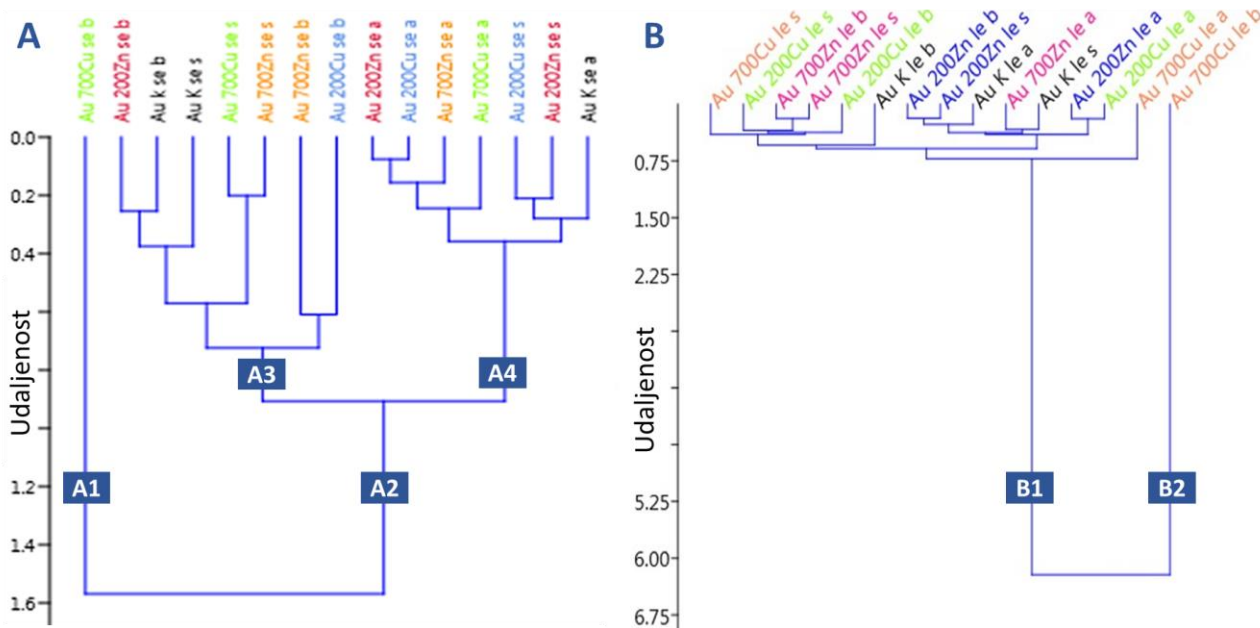 A
Au 700Cu se b
Au 200Zn se b
Au k se b
Au K se s
Au 700Cu se s
Au 700Zn se s
Au 700Zn se b
Au 200Cu se b
Au 200Zn se a
Au 200Cu se a
Au 700Zn se a
Au 700Cu se a
Au 200Cu se s
Au 200Zn se s
Au K se a
0.0
0.2
0.4
1.2
1.4
1.6
Udaljenost
A3
A4
A1
A2
B
Au 700Cu le s
Au 200Cu le s
Au 700Zn le b
Au 700Zn le s
Au 200Cu le b
Au K le b
Au 200Zn le b
Au 200Zn le s
Au K le a
Au 700Zn le a
Au K le s
Au 200Zn le a
Au 200Cu le a
Au 700Cu le a
Au 700Cu le b
0.75
1.50
2.25
5.25
6.00
6.75
Udaljenost
B1
B2